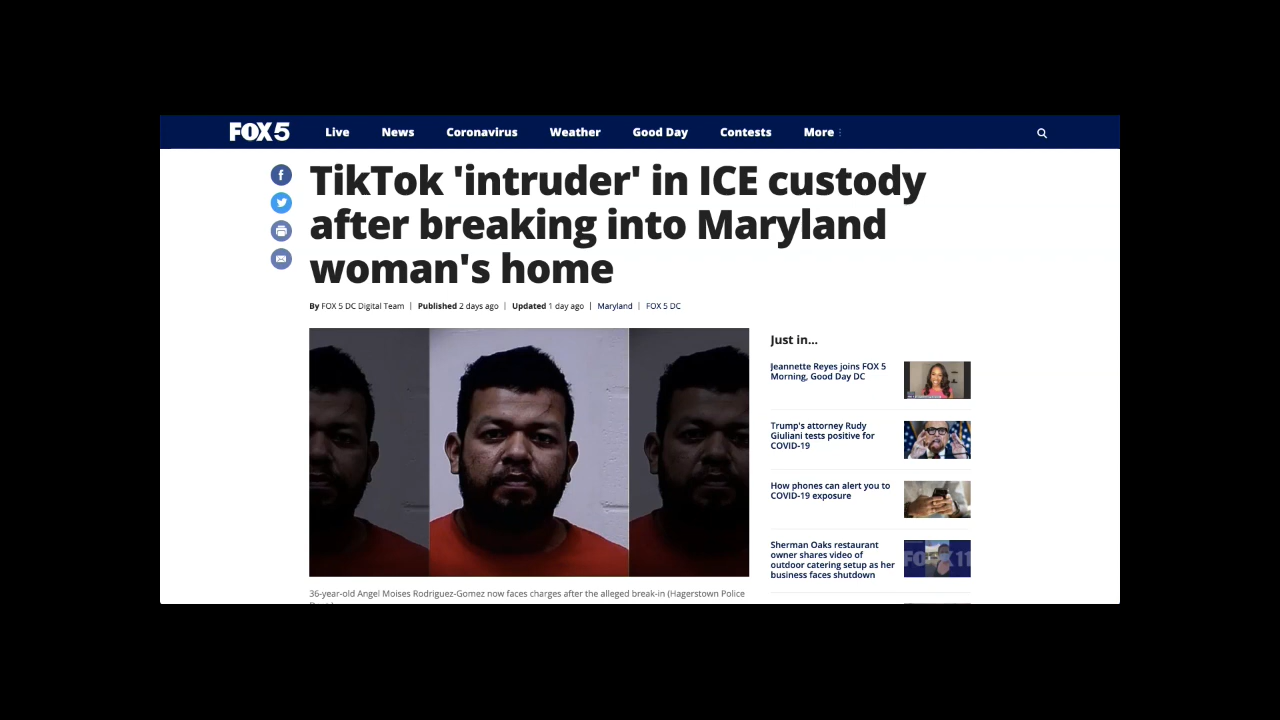 FOX 5
Live
News
Coronavirus
Weather
Good Day
Contests
More
TikTok 'intruder' in ICE custody
after breaking into Maryland
woman's home
By FOX 5 DC Digital Team | Published 2 days ago | Updated 1 day ago | Maryland | FOX 5 DC
36-year-old Angel Moises Rodriguez-Gomez now faces charges after the alleged break-in (Hagerstown Police
Just in...
Jeannette Reyes joins FOX 5
Morning, Good Day DC
Trump's attorney Rudy
Giuliani tests positive for
COVID-19
How phones can alert you to
COVID-19 exposure
Sherman Oaks restaurant
owner shares video of
outdoor catering setup as her
business faces shutdown
FOX 11